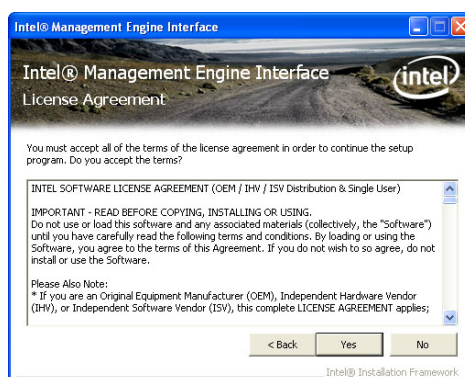 Intel® Management Engine Interface
Intel® Management Engine Interface
License Agreement
intel
You must accept all of the terms of the license agreement in order to continue the setup
program. Do you accept the terms?
INTEL SOFTWARE LICENSE AGREEMENT (OEM / IHV / ISV Distribution & Single User)
IMPORTANT - READ BEFORE COPYING, INSTALLING OR USING.
Do not use or load this software and any associated materials (collectively, the "Software")
until you have carefully read the following terms and conditions. By loading or using the
Software, you agree to the terms of this Agreement. If you do not wish to so agree, do not
install or use the Software.
Please Also Note:
* If you are an Original Equipment Manufacturer (OEM), Independent Hardware Vendor
(IHV), or Independent Software Vendor (ISV), this complete LICENSE AGREEMENT applies;
< Back Yes No
Intel® Installation Framework